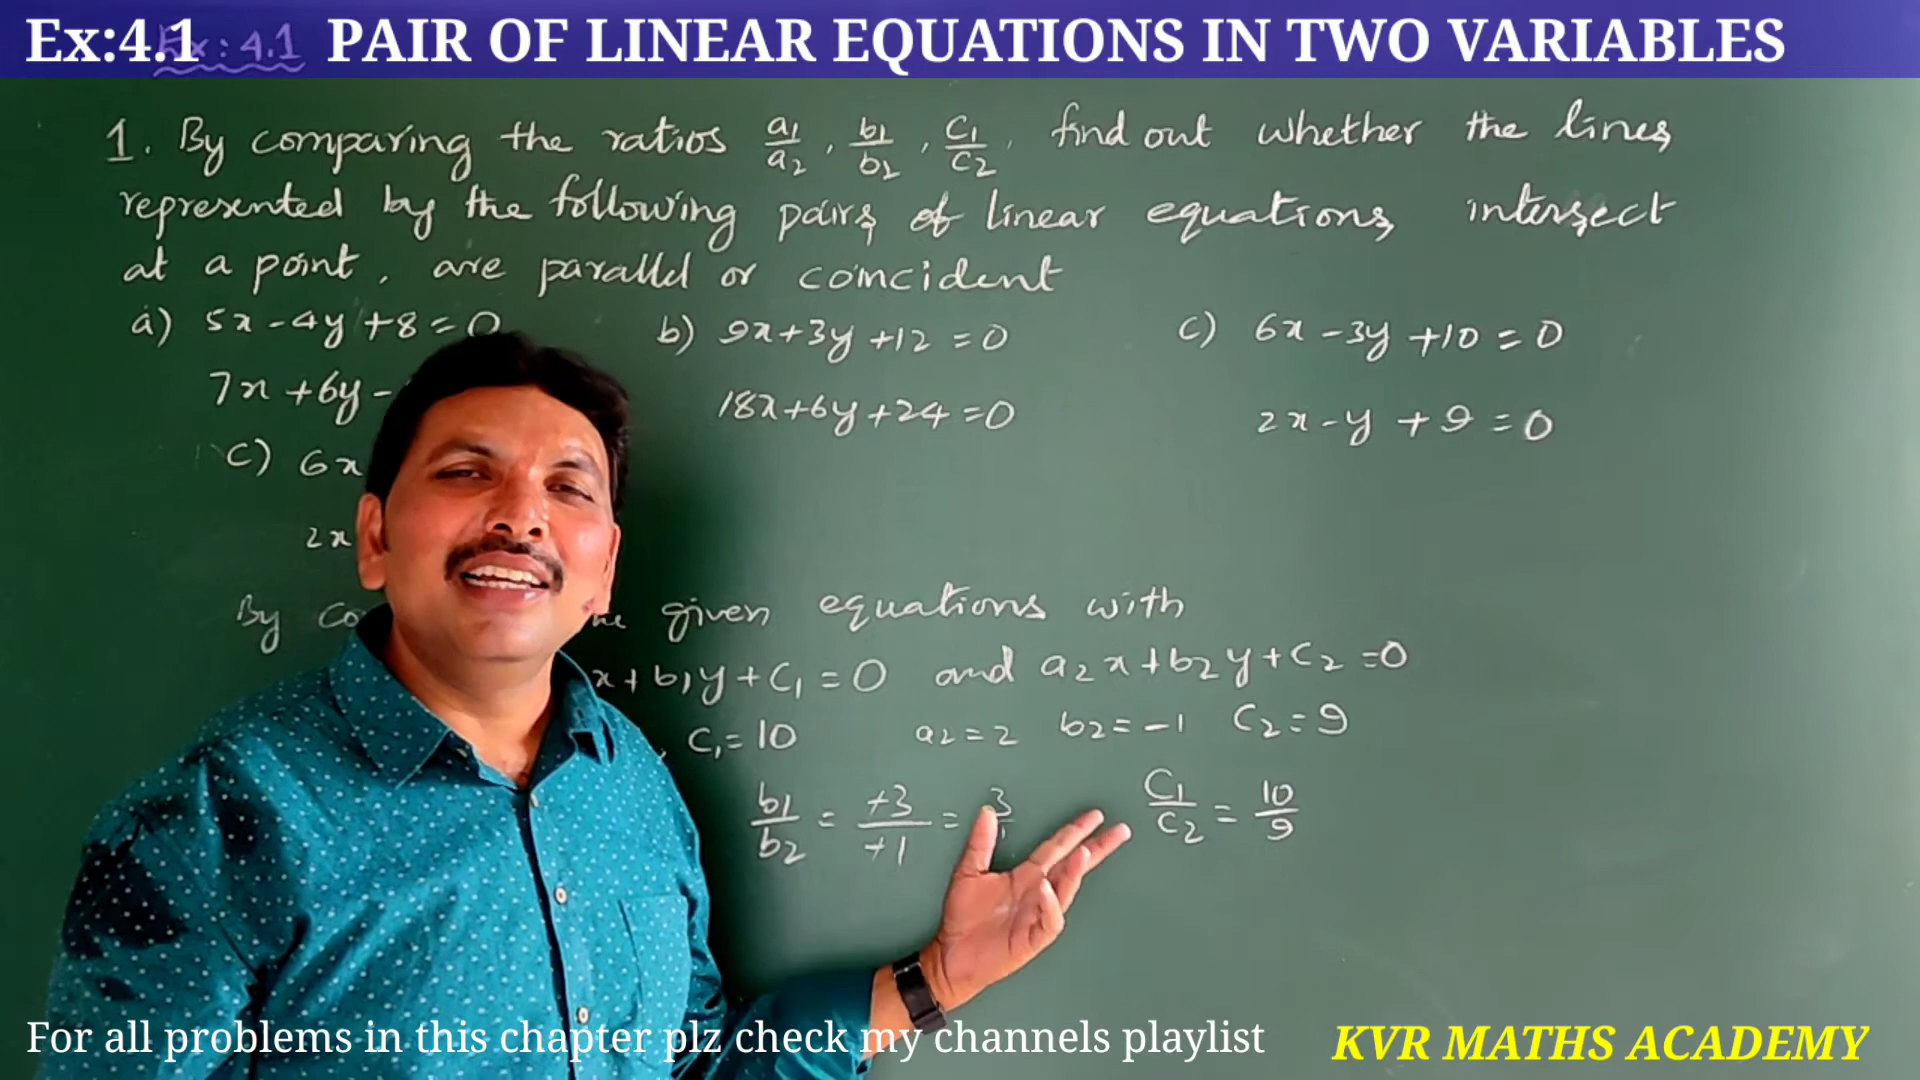 Ex:4.1 Ex: 4.1 PAIR OF LINEAR EQUATIONS IN TWO VARIABLES
1. By comparing the ratios a1/a2, b1/b2, c1/c2, find out whether the lines
represented by the following pairs of linear equations intersect
at a point, are parallel or coincident
a) 5x-4y+8=0 b) 9x+3y+12=0 c) 6x-3y+10=0
7x+6y- 18x+6y+24=0 2x-y+9=0
c) 6x
2x
By given equations with
x+b1y+c1=0 and a2x+b2y+c2=0
c1=10 a2=2 b2=-1 c2=9
b1/b2 = +3/+1 = 3/1 c1/c2 = 10/9
For all problems in this chapter plz check my channels playlist KVR MATHS ACADEMY